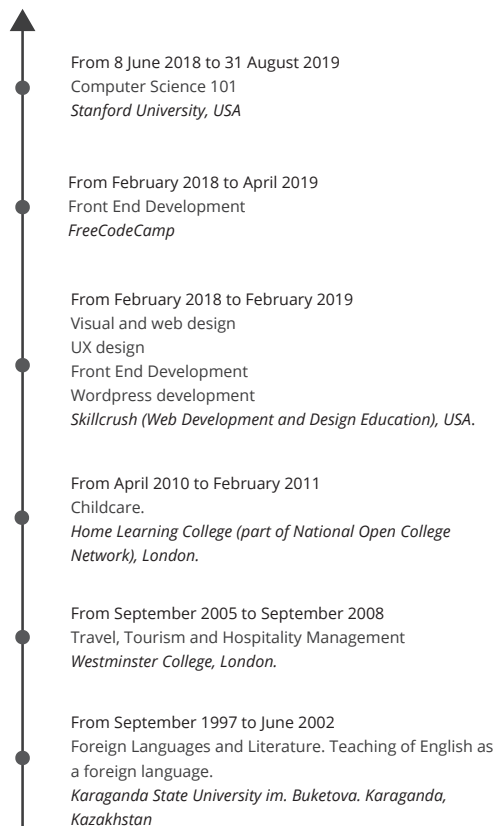 From 8 June 2018 to 31 August 2019
Computer Science 101
Stanford University, USA
From February 2018 to April 2019
Front End Development
FreeCodeCamp
From February 2018 to February 2019
Visual and web design
UX design
Front End Development
Wordpress development
Skillcrush (Web Development and Design Education), USA.
From April 2010 to February 2011
Childcare.
Home Learning College (part of National Open College
Network), London.
From September 2005 to September 2008
Travel, Tourism and Hospitality Management
Westminster College, London.
From September 1997 to June 2002
Foreign Languages and Literature. Teaching of English as
a foreign language.
Karaganda State University im. Buketova. Karaganda,
Kazakhstan